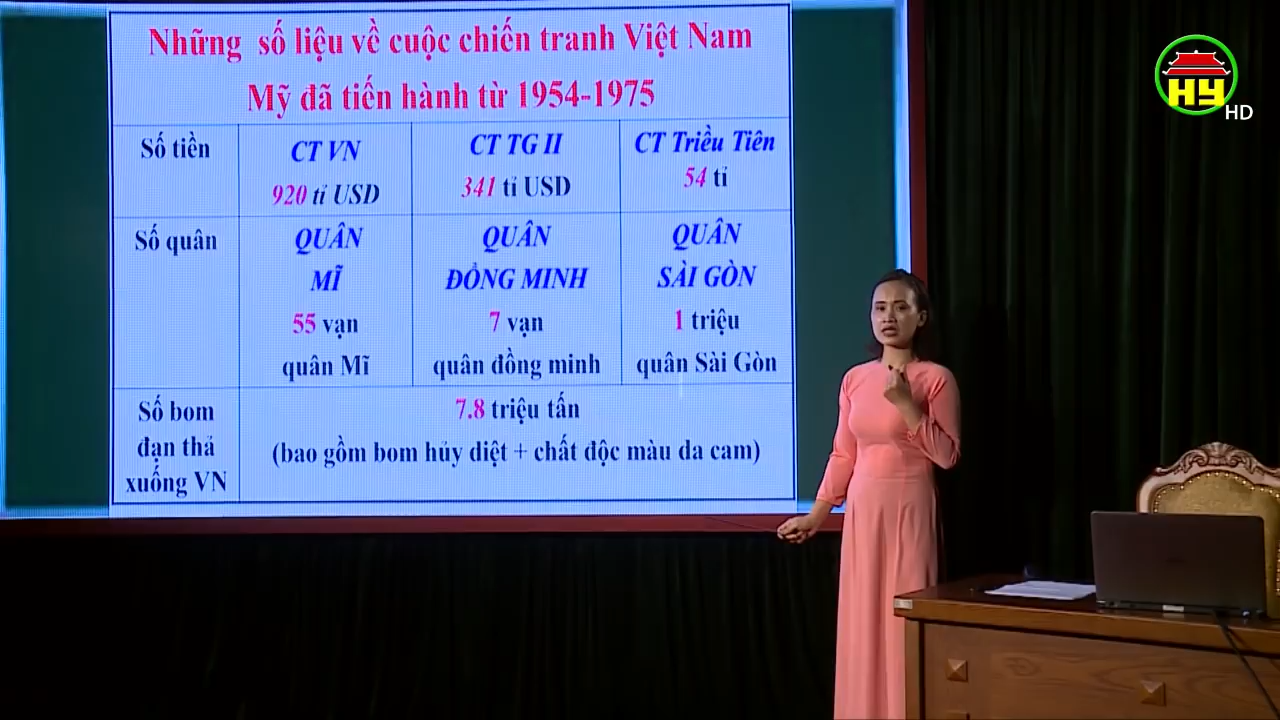 Những số liệu về cuộc chiến tranh Việt Nam
Mỹ đã tiến hành từ 1954-1975
Số tiền
CT VN
920 tỉ USD
CT TG II
341 tỉ USD
CT Triều Tiên
54 tỉ
Số quân
QUÂN
MĨ
55 vạn
quân Mĩ
QUÂN
ĐỒNG MINH
7 vạn
quân đồng minh
QUÂN
SÀI GÒN
1 triệu
quân Sài Gòn
Số bom
đạn thả
xuống VN
7.8 triệu tấn
(bao gồm bom hủy diệt + chất độc màu da cam)
HY
HD